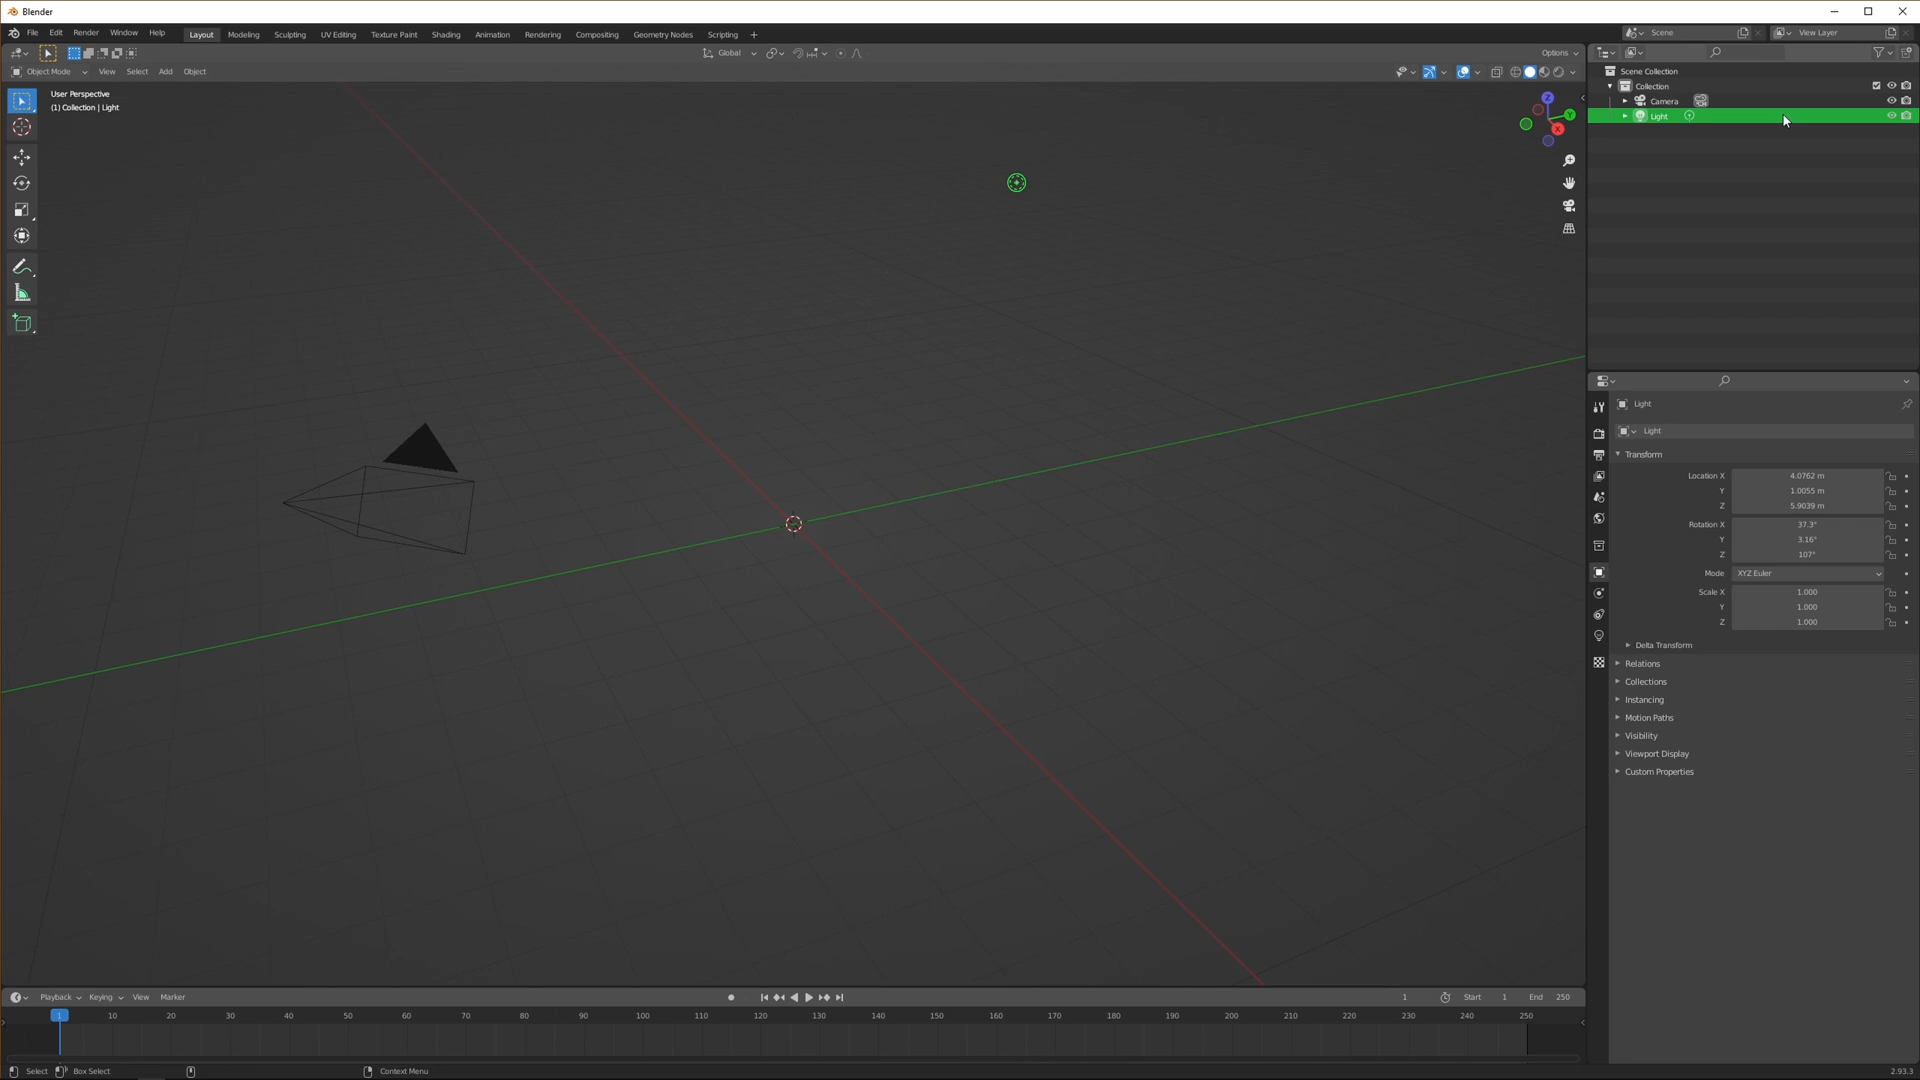 Blender
File Edit Render Window Help Layout Modeling Sculpting UV Editing Texture Paint Shading Animation Rendering Compositing Geometry Nodes Scripting + Scene View Layer
Global Options
Object Mode View Select Add Object
User Perspective
(1) Collection | Light
Z
Y
X
Scene Collection
Collection
Camera
Light
Light
Light
Transform
Location X 4.0762 m
Y 1.0055 m
Z 5.9039 m
Rotation X 37.3°
Y 3.16°
Z 107°
Mode XYZ Euler
Scale X 1.000
Y 1.000
Z 1.000
Delta Transform
Relations
Collections
Instancing
Motion Paths
Visibility
Viewport Display
Custom Properties
Playback Keying View Marker 1 Start 1 End 250
1 10 20 30 40 50 60 70 80 90 100 110 120 130 140 150 160 170 180 190 200 210 220 230 240 250
Select Box Select Context Menu 2.93.3